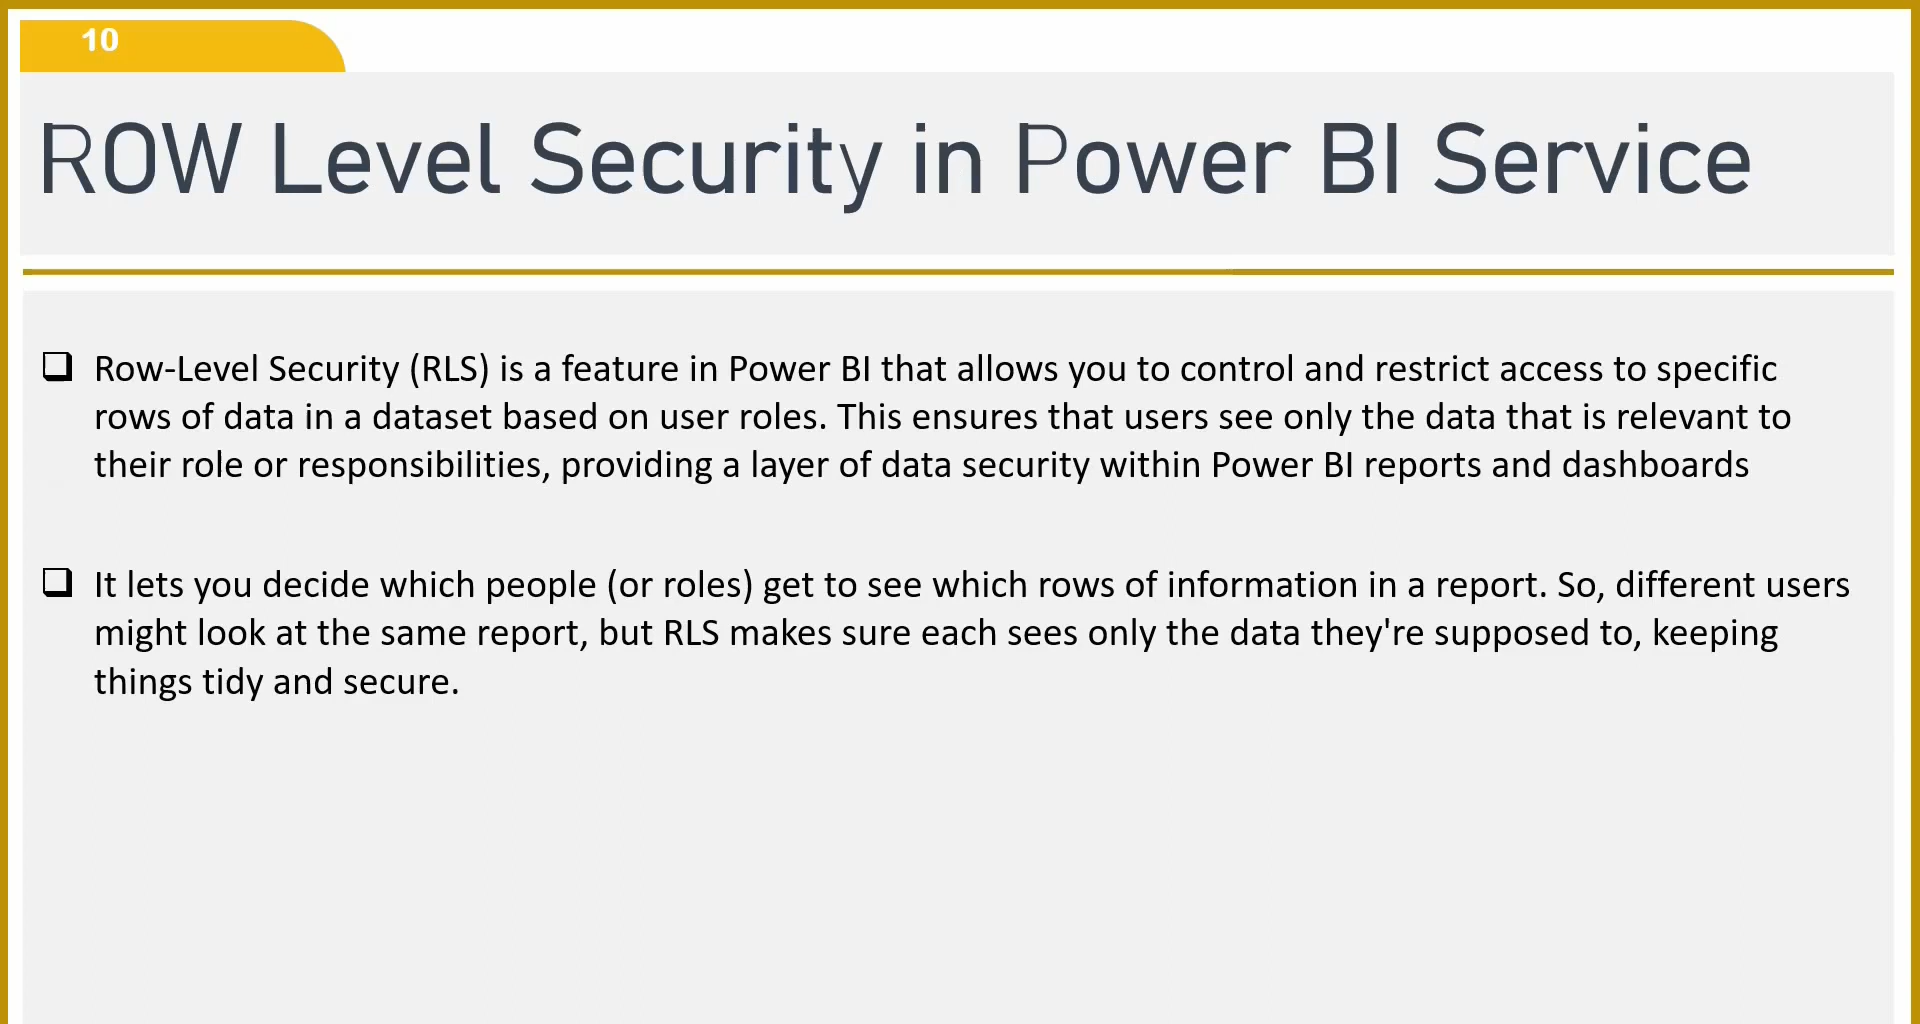 10
ROW Level Security in Power BI Service
Row-Level Security (RLS) is a feature in Power BI that allows you to control and restrict access to specific
rows of data in a dataset based on user roles. This ensures that users see only the data that is relevant to
their role or responsibilities, providing a layer of data security within Power BI reports and dashboards
It lets you decide which people (or roles) get to see which rows of information in a report. So, different users
might look at the same report, but RLS makes sure each sees only the data they're supposed to, keeping
things tidy and secure.